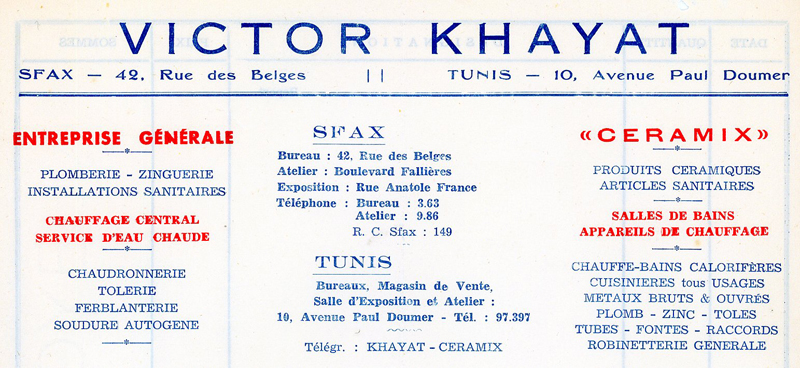 VICTOR KHAYAT
SFAX — 42, Rue des Belges || TUNIS — 10, Avenue Paul Doumer
ENTREPRISE GÉNÉRALE
PLOMBERIE - ZINGUERIE
INSTALLATIONS SANITAIRES
CHAUFFAGE CENTRAL
SERVICE D'EAU CHAUDE
CHAUDRONNERIE
TOLERIE
FERBLANTERIE
SOUDURE AUTOGENE
SFAX
Bureau : 42, Rue des Belges
Atelier : Boulevard Fallières
Exposition : Rue Anatole France
Téléphone : Bureau : 3.63
Atelier : 9.86
R. C. Sfax : 149
TUNIS
Bureaux, Magasin de Vente,
Salle d'Exposition et Atelier :
10, Avenue Paul Doumer - Tél. : 97.397
Télégr. : KHAYAT - CERAMIX
«CERAMIX»
PRODUITS CERAMIQUES
ARTICLES SANITAIRES
SALLES DE BAINS
APPAREILS DE CHAUFFAGE
CHAUFFE-BAINS CALORIFÈRES
CUISINIERES tous USAGES
METAUX BRUTS & OUVRÉS
PLOMB - ZINC - TOLES
TUBES - FONTES - RACCORDS
ROBINETTERIE GENERALE